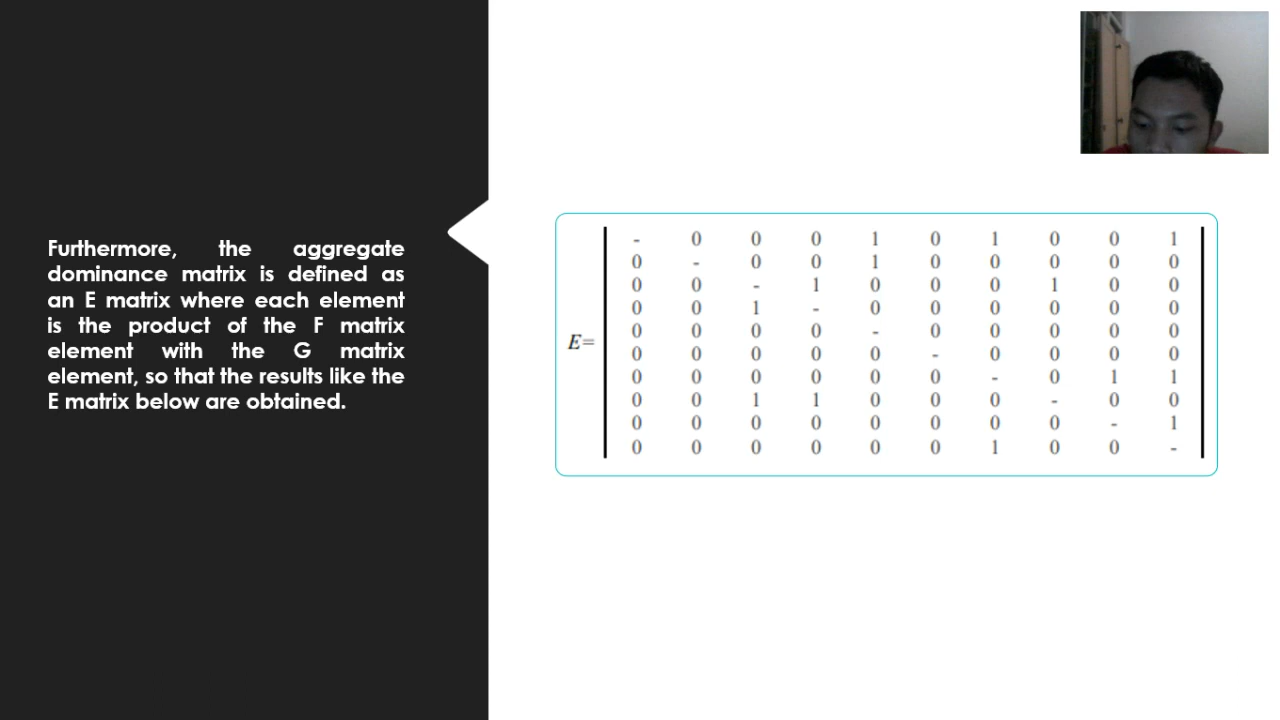 Furthermore, the aggregate
dominance matrix is defined as
an E matrix where each element
is the product of the F matrix
element with the G matrix
element, so that the results like the
E matrix below are obtained.
E=
- 0 0 0 1 0 1 0 0 1
0 - 0 0 1 0 0 0 0 0
0 0 - 1 0 0 0 1 0 0
0 0 1 - 0 0 0 0 0 0
0 0 0 0 - 0 0 0 0 0
0 0 0 0 0 - 0 0 0 0
0 0 0 0 0 0 - 0 1 1
0 0 1 1 0 0 0 - 0 0
0 0 0 0 0 0 0 0 - 1
0 0 0 0 0 0 1 0 0 -